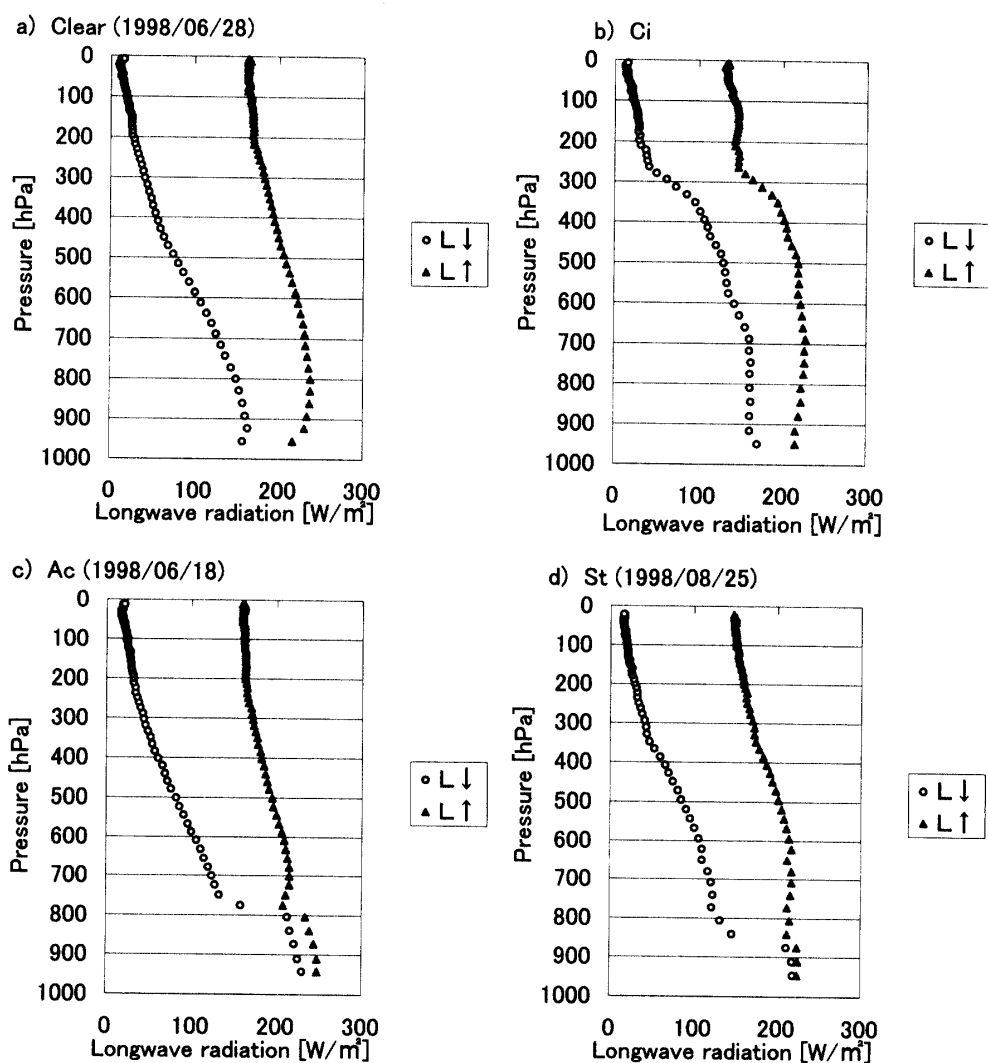 a) Clear (1998/06/28)
0
100
200
300
400
500
600
700
800
900
1000
Pressure [hPa]
0 100 200 300
Longwave radiation [W/㎡]
L↓
L↑
b) Ci
0
100
200
300
400
500
600
700
800
900
1000
Pressure [hPa]
0 100 200 300
Longwave radiation [W/㎡]
L↓
L↑
c) Ac (1998/06/18)
0
100
200
300
400
500
600
700
800
900
1000
Pressure [hPa]
0 100 200 300
Longwave radiation [W/㎡]
L↓
L↑
d) St (1998/08/25)
0
100
200
300
400
500
600
700
800
900
1000
Pressure [hPa]
0 100 200 300
Longwave radiation [W/㎡]
L↓
L↑